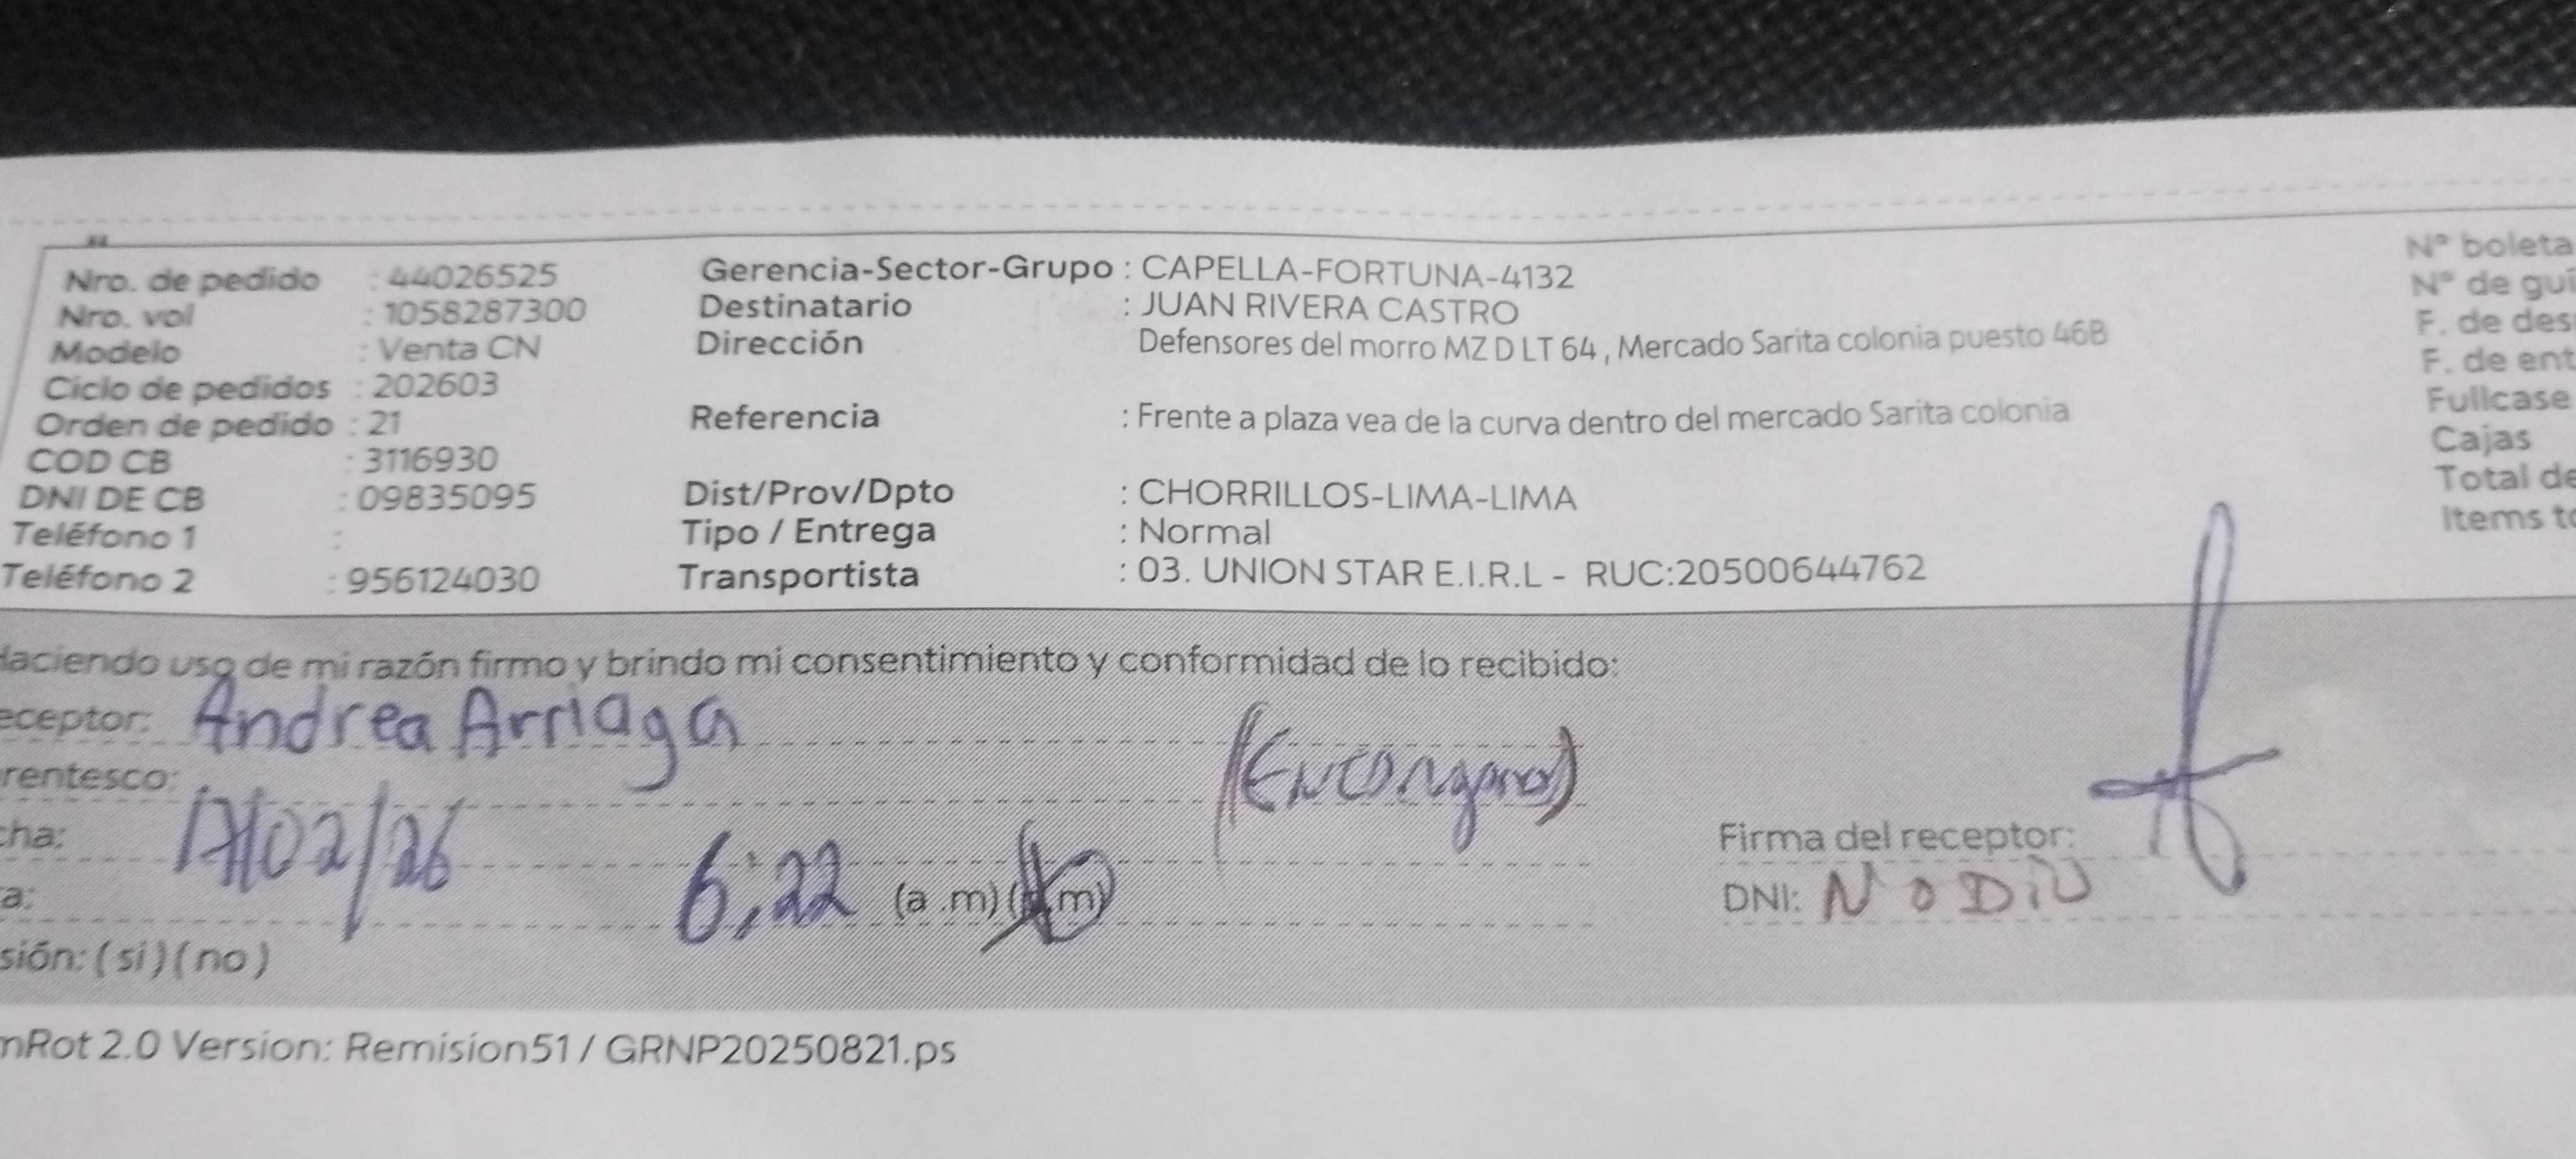 Nro. de pedido : 44026525
Nro. vol : 1058287300
Modelo : Venta CN
Ciclo de pedidos : 202603
Orden de pedido : 21
COD CB : 3116930
DNI DE CB : 09835095
Teléfono 1 :
Teléfono 2 : 956124030
Gerencia-Sector-Grupo : CAPELLA-FORTUNA-4132
Destinatario : JUAN RIVERA CASTRO
Dirección Defensores del morro MZ D LT 64 , Mercado Sarita colonia puesto 46B
Referencia : Frente a plaza vea de la curva dentro del mercado Sarita colonia
Dist/Prov/Dpto : CHORRILLOS-LIMA-LIMA
Tipo / Entrega : Normal
Transportista : 03. UNION STAR E.I.R.L - RUC:20500644762
N° boleta
N° de gui
F. de des
F. de ent
Fullcase
Cajas
Total de
Items to
Haciendo uso de mi razón firmo y brindo mi consentimiento y conformidad de lo recibido:
eceptor: Andrea Arriaga
rentesco:
cha: 17/02/26
a: 6:22 (a .m) (p.m)
sión: ( si ) ( no )
Firma del receptor:
DNI: No Dio
mRot 2.0 Version: Remision51 / GRNP20250821.ps